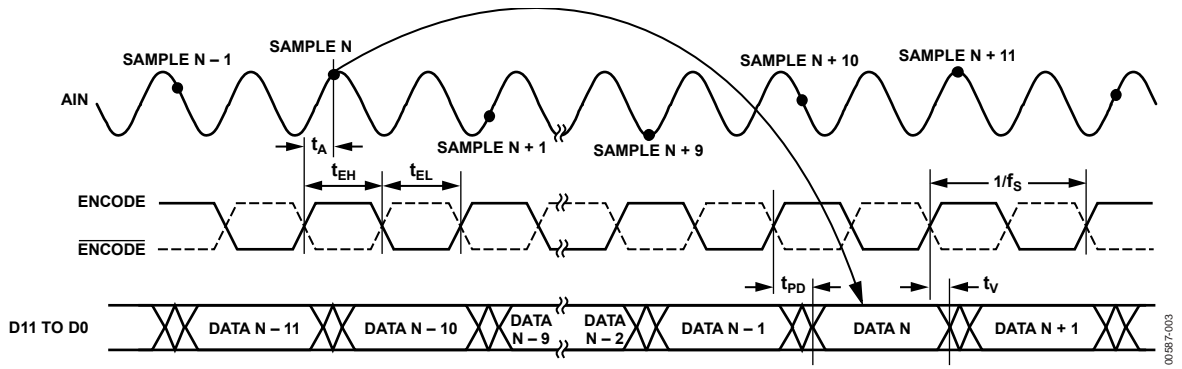 SAMPLE N – 1
SAMPLE N
SAMPLE N + 10
SAMPLE N + 11
AIN
tA
SAMPLE N + 1
SAMPLE N + 9
tEH
tEL
1/fS
ENCODE
ENCODE
tPD
tV
D11 TO D0
DATA N – 11
DATA N – 10
DATA
N – 9
DATA
N – 2
DATA N – 1
DATA N
DATA N + 1
00587-003